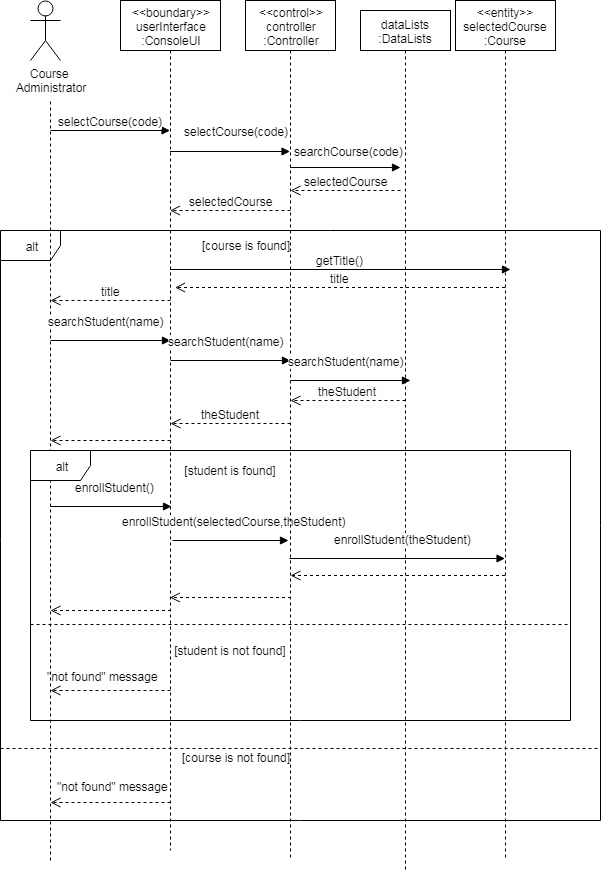 <<boundary>>
userInterface
:ConsoleUI
<<control>>
controller
:Controller
dataLists
:DataLists
<<entity>>
selectedCourse
:Course
Course
Administrator
selectCourse(code)
selectCourse(code)
searchCourse(code)
selectedCourse
selectedCourse
alt
[course is found]
getTitle()
title
title
searchStudent(name)
searchStudent(name)
searchStudent(name)
theStudent
theStudent
alt
[student is found]
enrollStudent()
enrollStudent(selectedCourse,theStudent)
enrollStudent(theStudent)
[student is not found]
"not found" message
[course is not found]
"not found" message